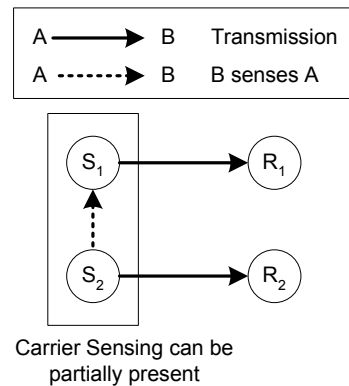 A B Transmission
A B B senses A
S1 R1
S2 R2
Carrier Sensing can be
partially present